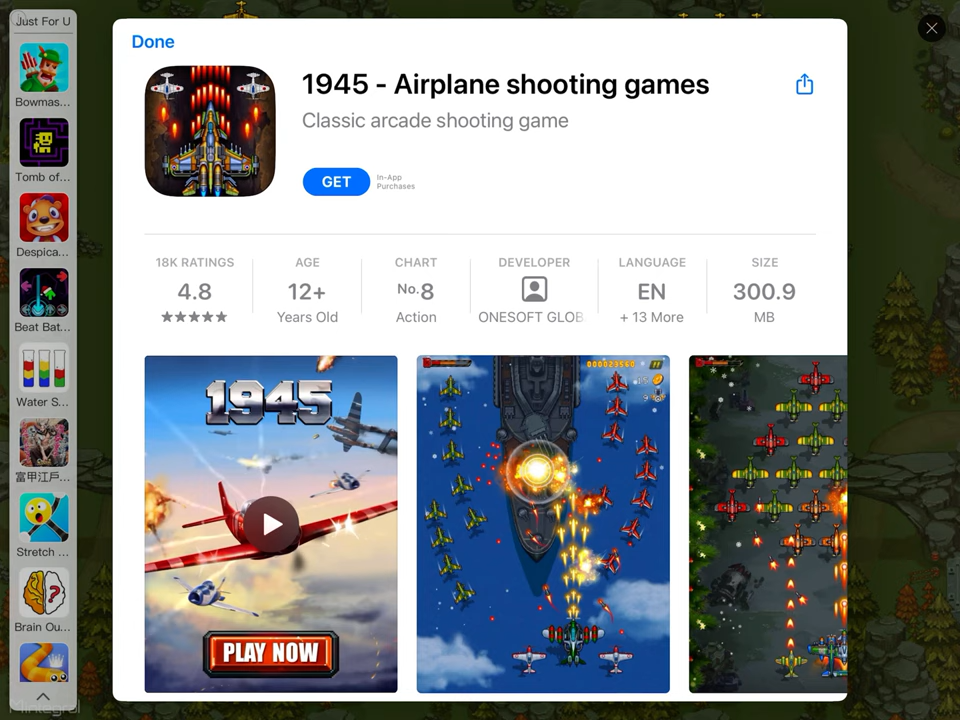 Just For U
Bowmas...
Tomb of...
Despica...
Beat Bat...
Water S...
富甲江戶...
Stretch ...
Brain Ou...
Mintegral
Done
1945 - Airplane shooting games
Classic arcade shooting game
GET
In-App
Purchases
18K RATINGS
4.8
AGE
12+
Years Old
CHART
No.8
Action
DEVELOPER
ONESOFT GLOB
LANGUAGE
EN
+ 13 More
SIZE
300.9
MB
1945
PLAY NOW
000023560